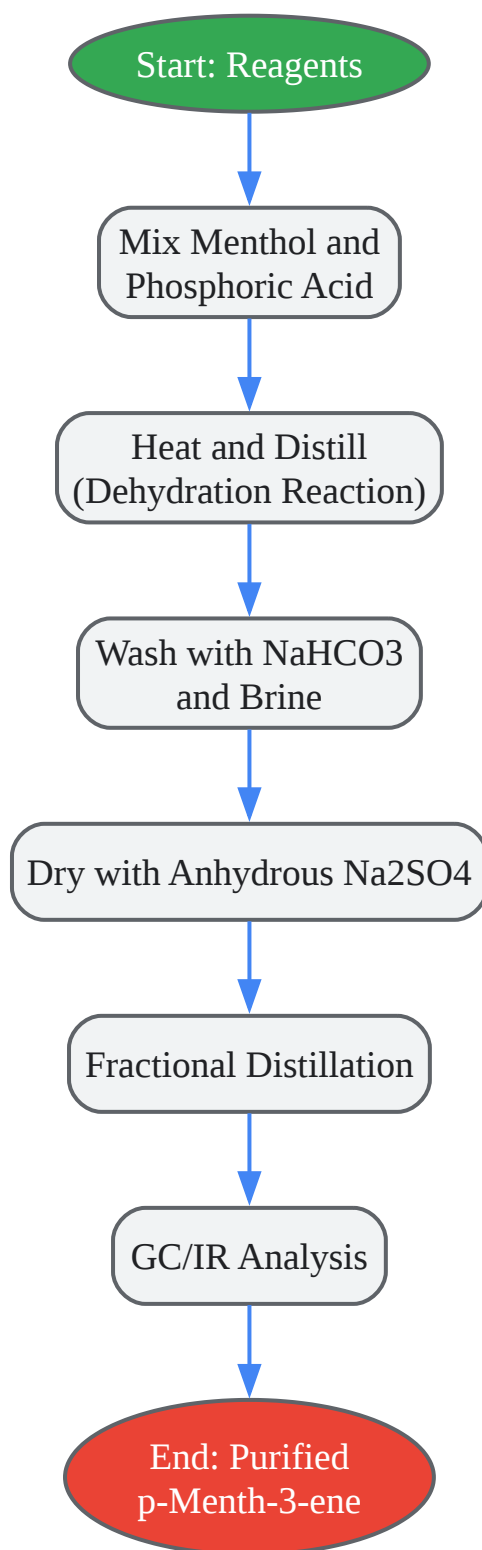 Start: Reagents
Mix Menthol and
Phosphoric Acid
Heat and Distill
(Dehydration Reaction)
Wash with NaHCO3
and Brine
Dry with Anhydrous Na2SO4
Fractional Distillation
GC/IR Analysis
End: Purified
p-Menth-3-ene